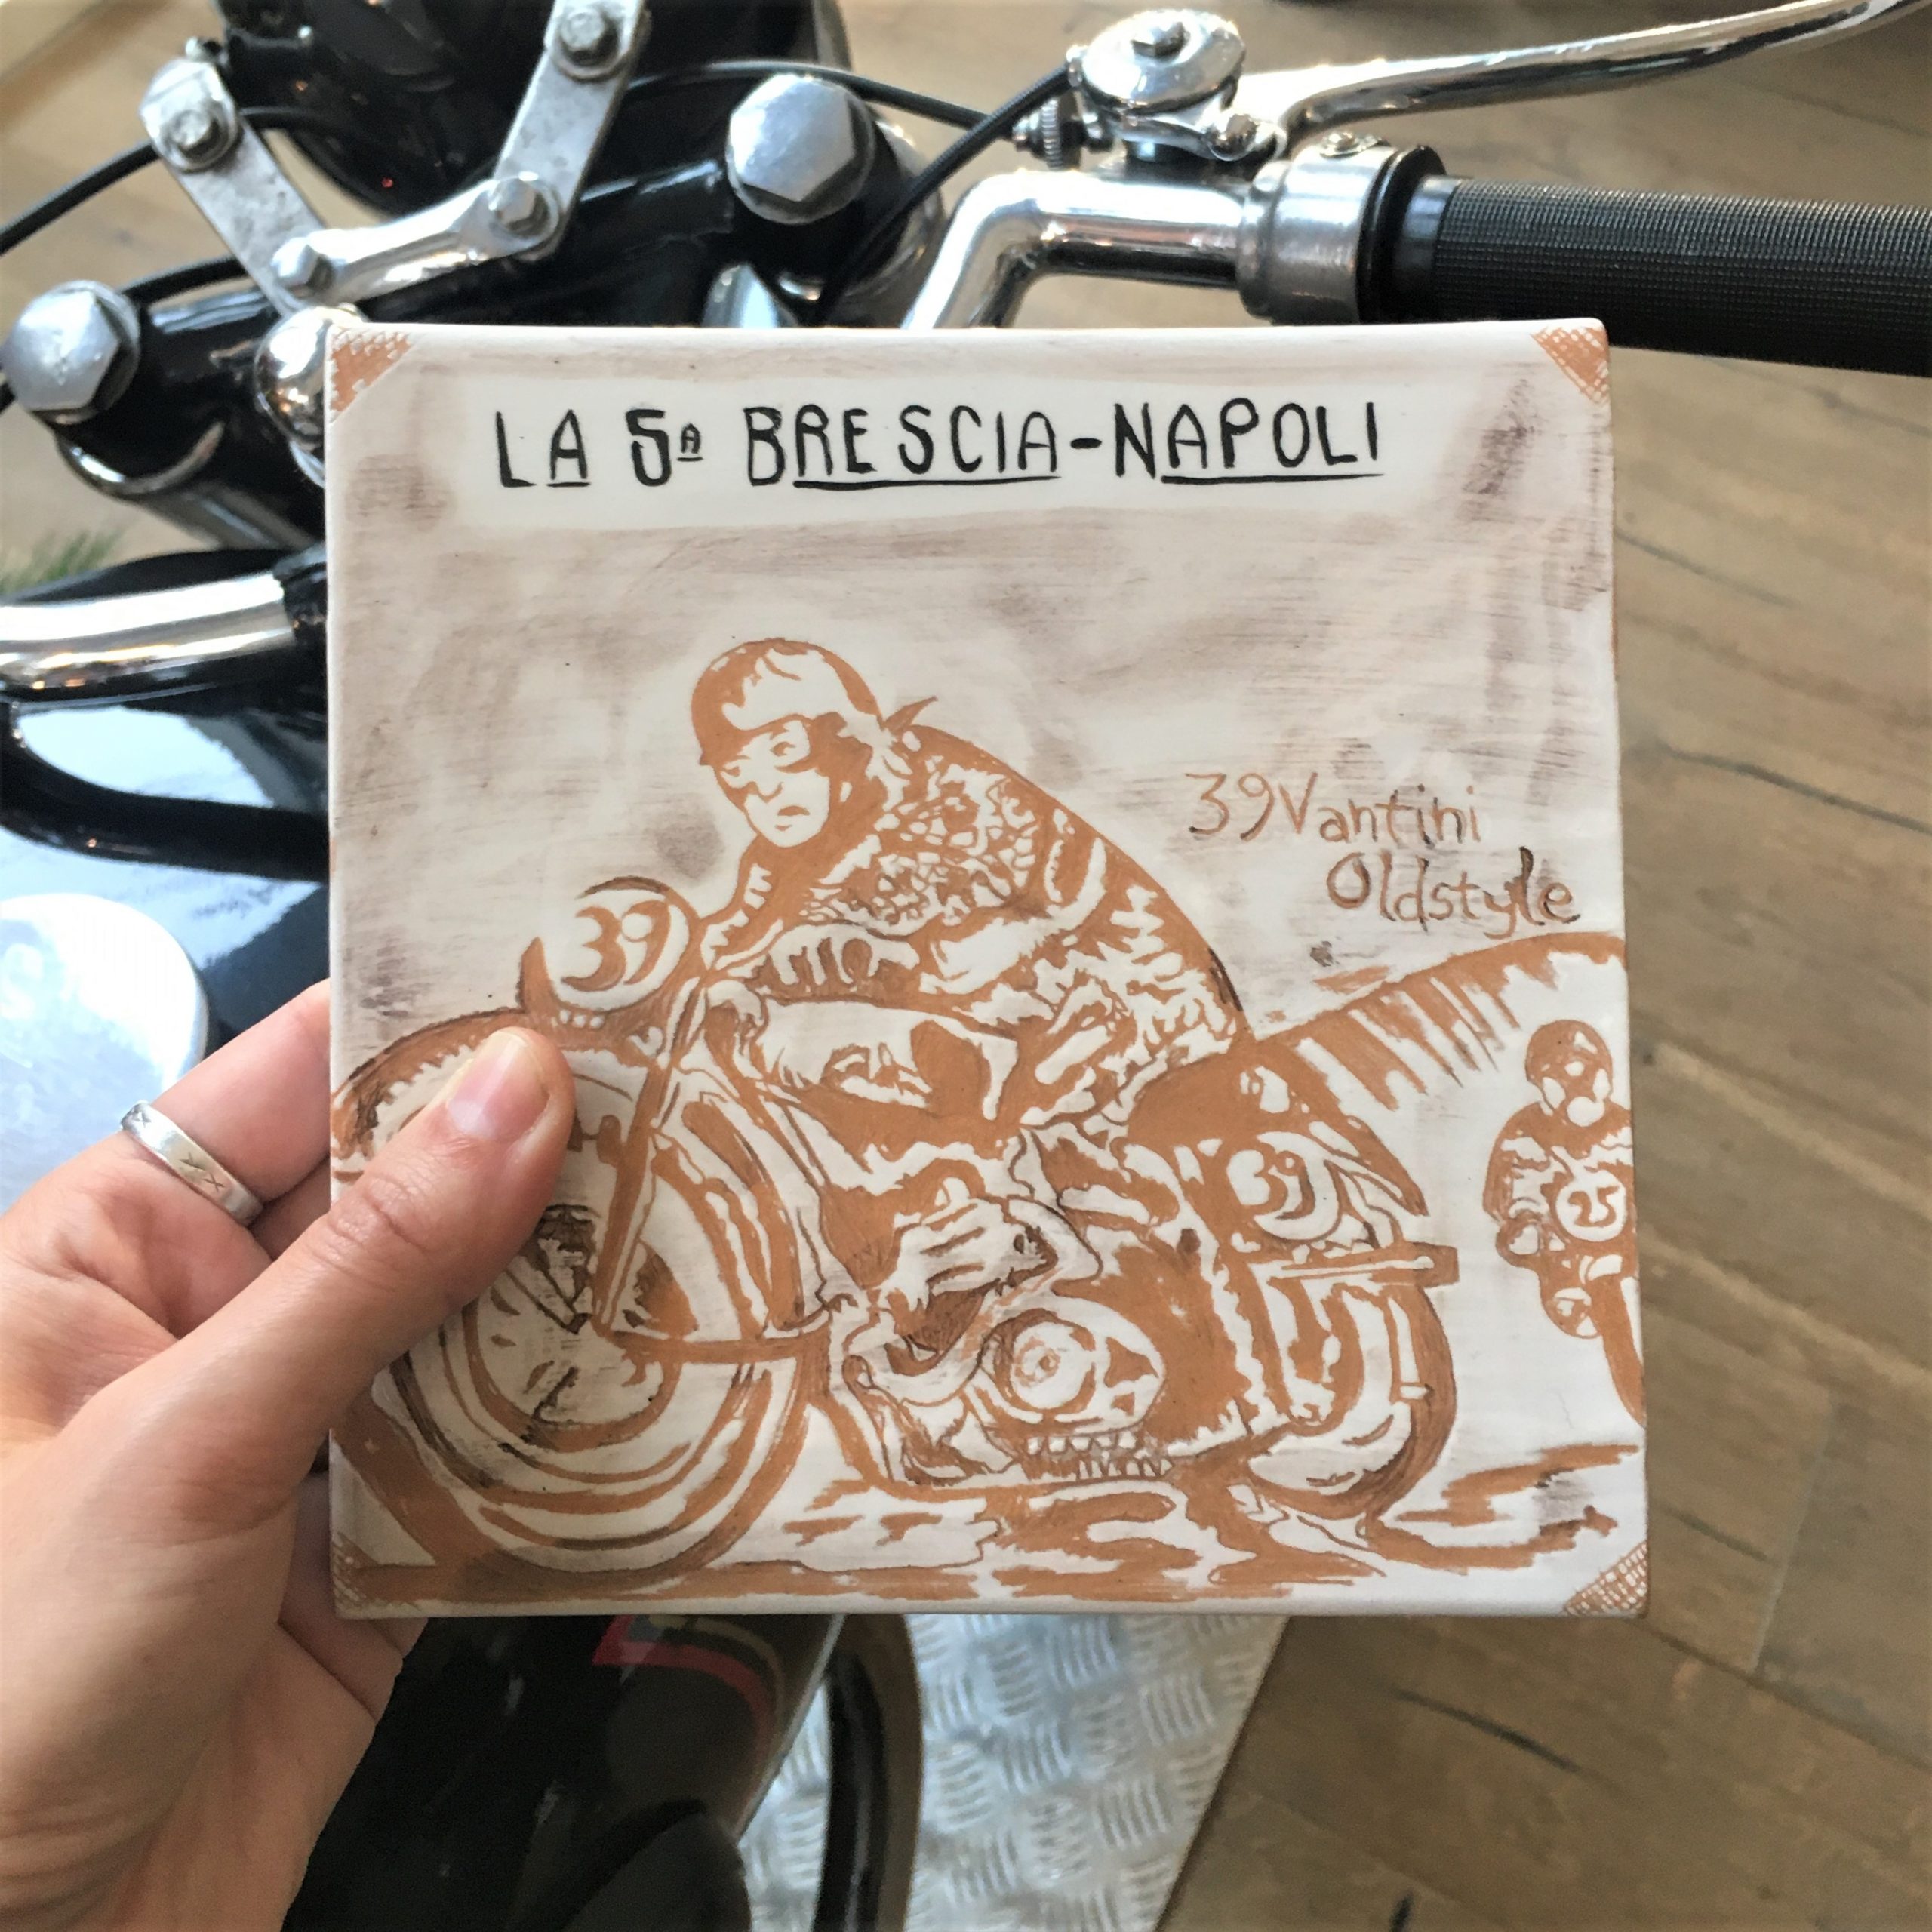 LA 5ª BRESCIA-NAPOLI
39Vantini
Oldstyle
39
39
25